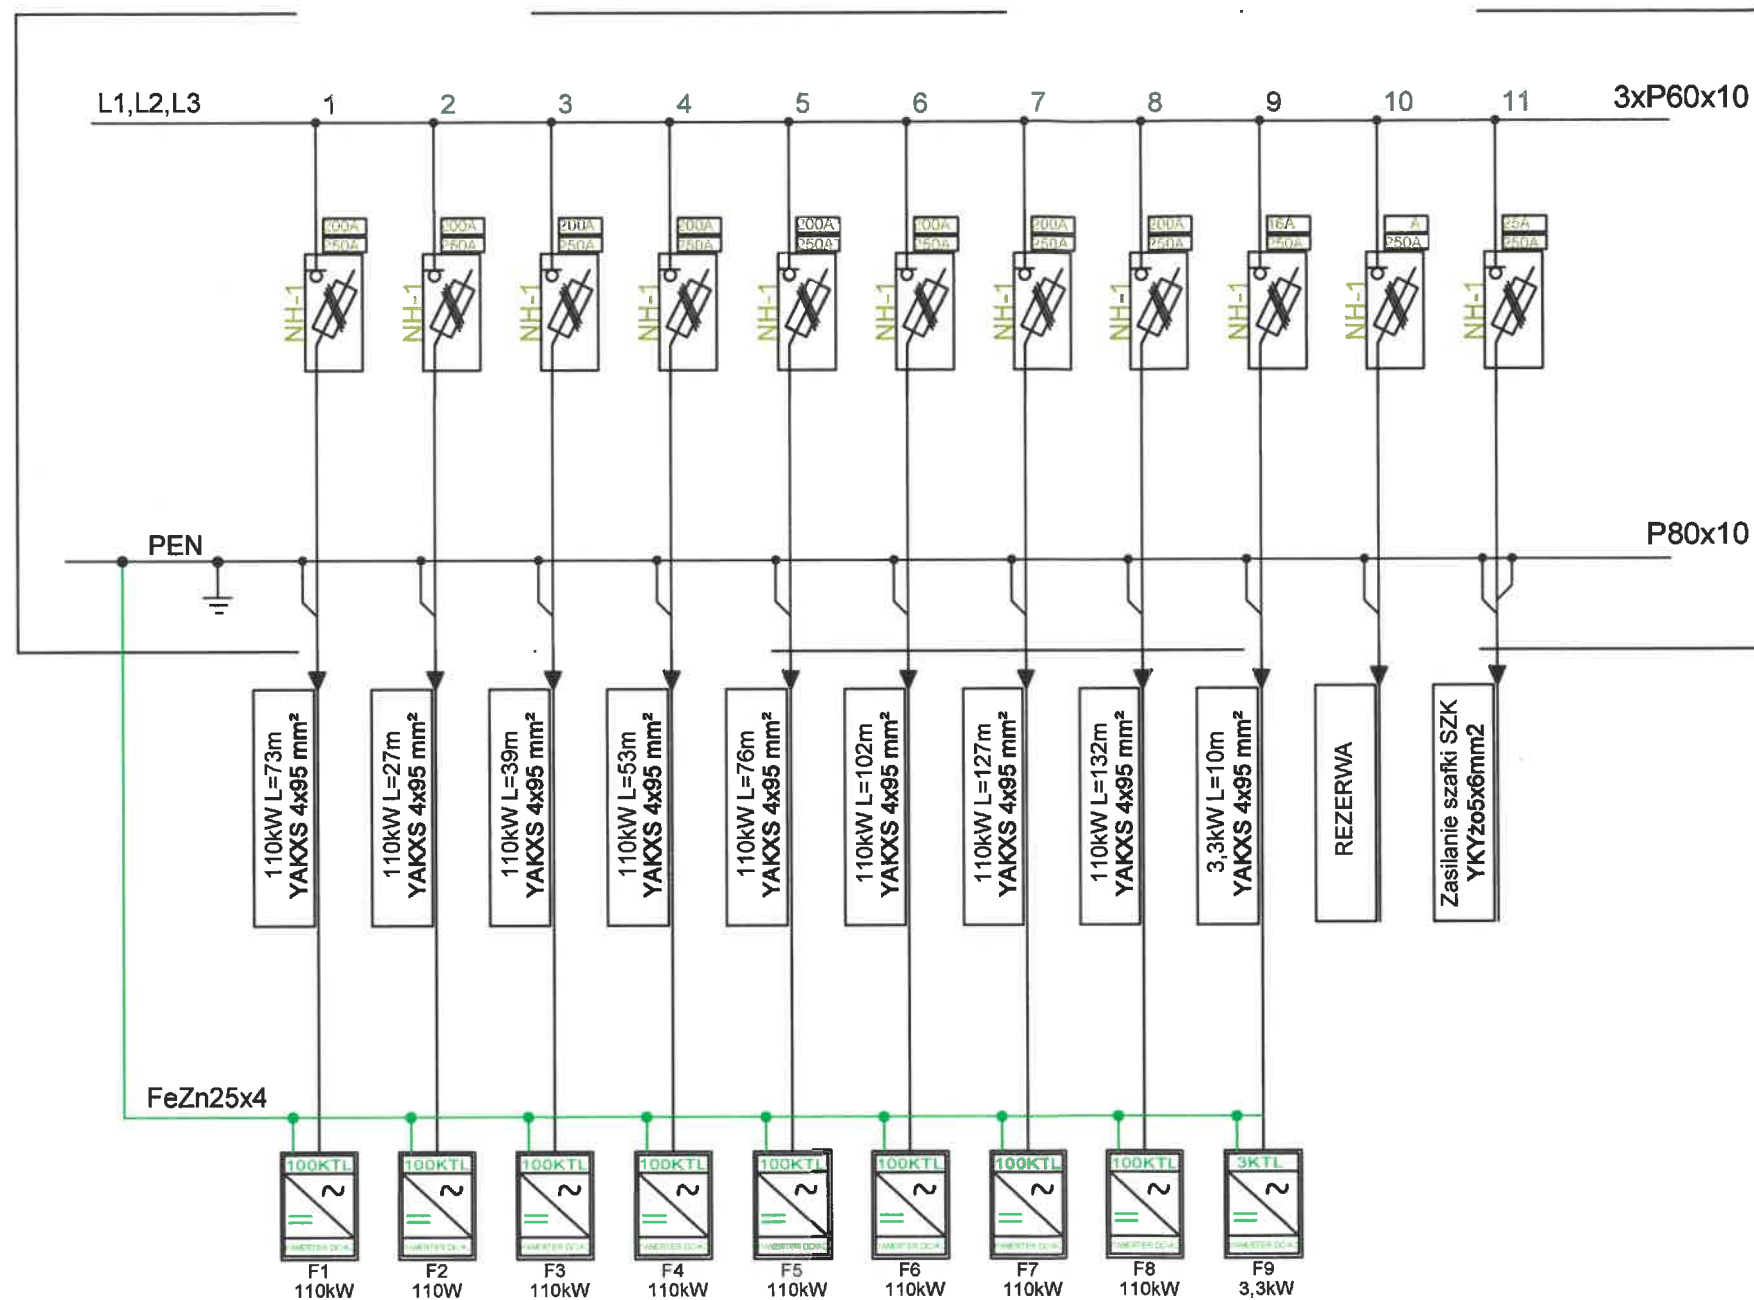 L1,L2,L3 1 2 3 4 5 6 7 8 9 10 11 3xP60x10
200A 200A 200A 200A 200A 200A 200A 200A 16A A 25A
250A 250A 250A 250A 250A 250A 250A 250A 250A 250A 250A
NH-1 NH-1 NH-1 NH-1 NH-1 NH-1 NH-1 NH-1 NH-1 NH-1 NH-1
PEN P80x10
110kW L=73m
YAKXS 4x95 mm²
110kW L=27m
YAKXS 4x95 mm²
110kW L=39m
YAKXS 4x95 mm²
110kW L=53m
YAKXS 4x95 mm²
110kW L=76m
YAKXS 4x95 mm²
110kW L=102m
YAKXS 4x95 mm²
110kW L=127m
YAKXS 4x95 mm²
110kW L=132m
YAKXS 4x95 mm²
3,3kW L=10m
YAKXS 4x95 mm²
REZERWA
Zasilanie szafki SZK
YKYżo5x6mm2
FeZn25x4
100KTL 100KTL 100KTL 100KTL 100KTL 100KTL 100KTL 100KTL 3KTL
F1 F2 F3 F4 F5 F6 F7 F8 F9
110kW 110W 110kW 110kW 110kW 110kW 110kW 110kW 3,3kW